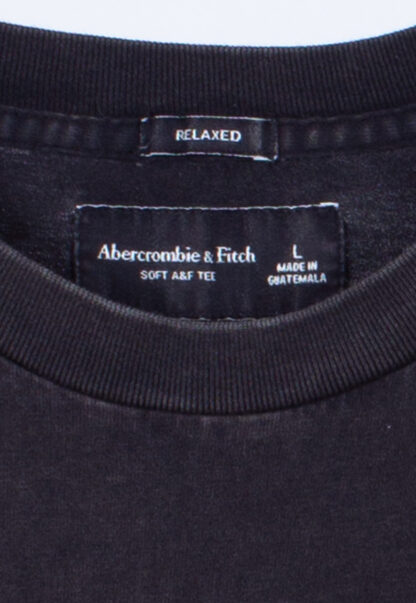 RELAXED
Abercrombie & Fitch
SOFT A&F TEE
L
MADE IN
GUATEMALA